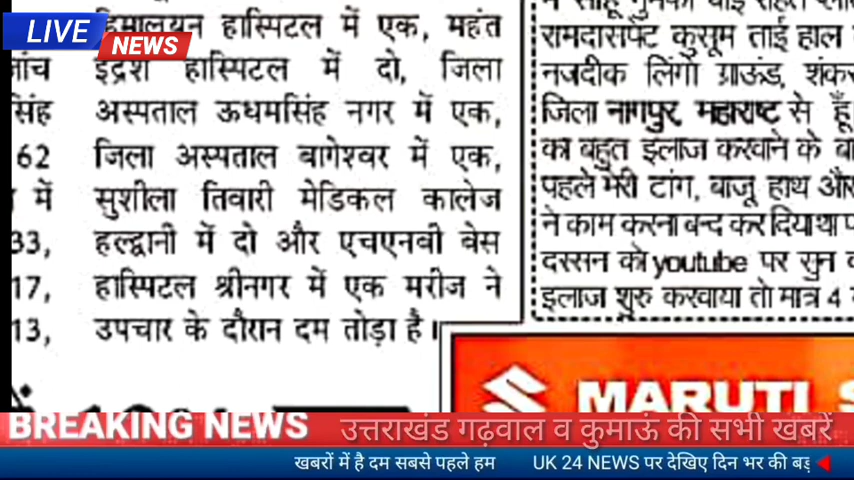 LIVE
NEWS
हिमालयन हास्पिटल में एक, महंत
इंद्रेश हास्पिटल में दो, जिला
अस्पताल ऊधमसिंह नगर में एक,
जिला अस्पताल बागेश्वर में एक,
सुशीला तिवारी मेडिकल कालेज
हल्द्वानी में दो और एचएनवी वेस
हास्पिटल श्रीनगर में एक मरीज ने
उपचार के दौरान दम तोड़ा है।
सिंह
62
में
33,
17,
13,
रामदासपेंट कुसूम ताई हाल
नजदीक लिंगो ग्राऊंड, शंकर
जिला नागपुर, महाराष्ट से हूँ
का बहुत इलाज करवाने के बा
पहले मेरी टांग, बाजू हाथ और
ने काम करना बन्द कर दिया था प
दरसन को youtube पर सुन क
इलाज शुरु करवाया तो मात्र 4
MARUTI S
BREAKING NEWS
उत्तराखंड गढ़वाल व कुमाऊं की सभी खबरें
खबरों में है दम सबसे पहले हम UK 24 NEWS पर देखिए दिन भर की बड़